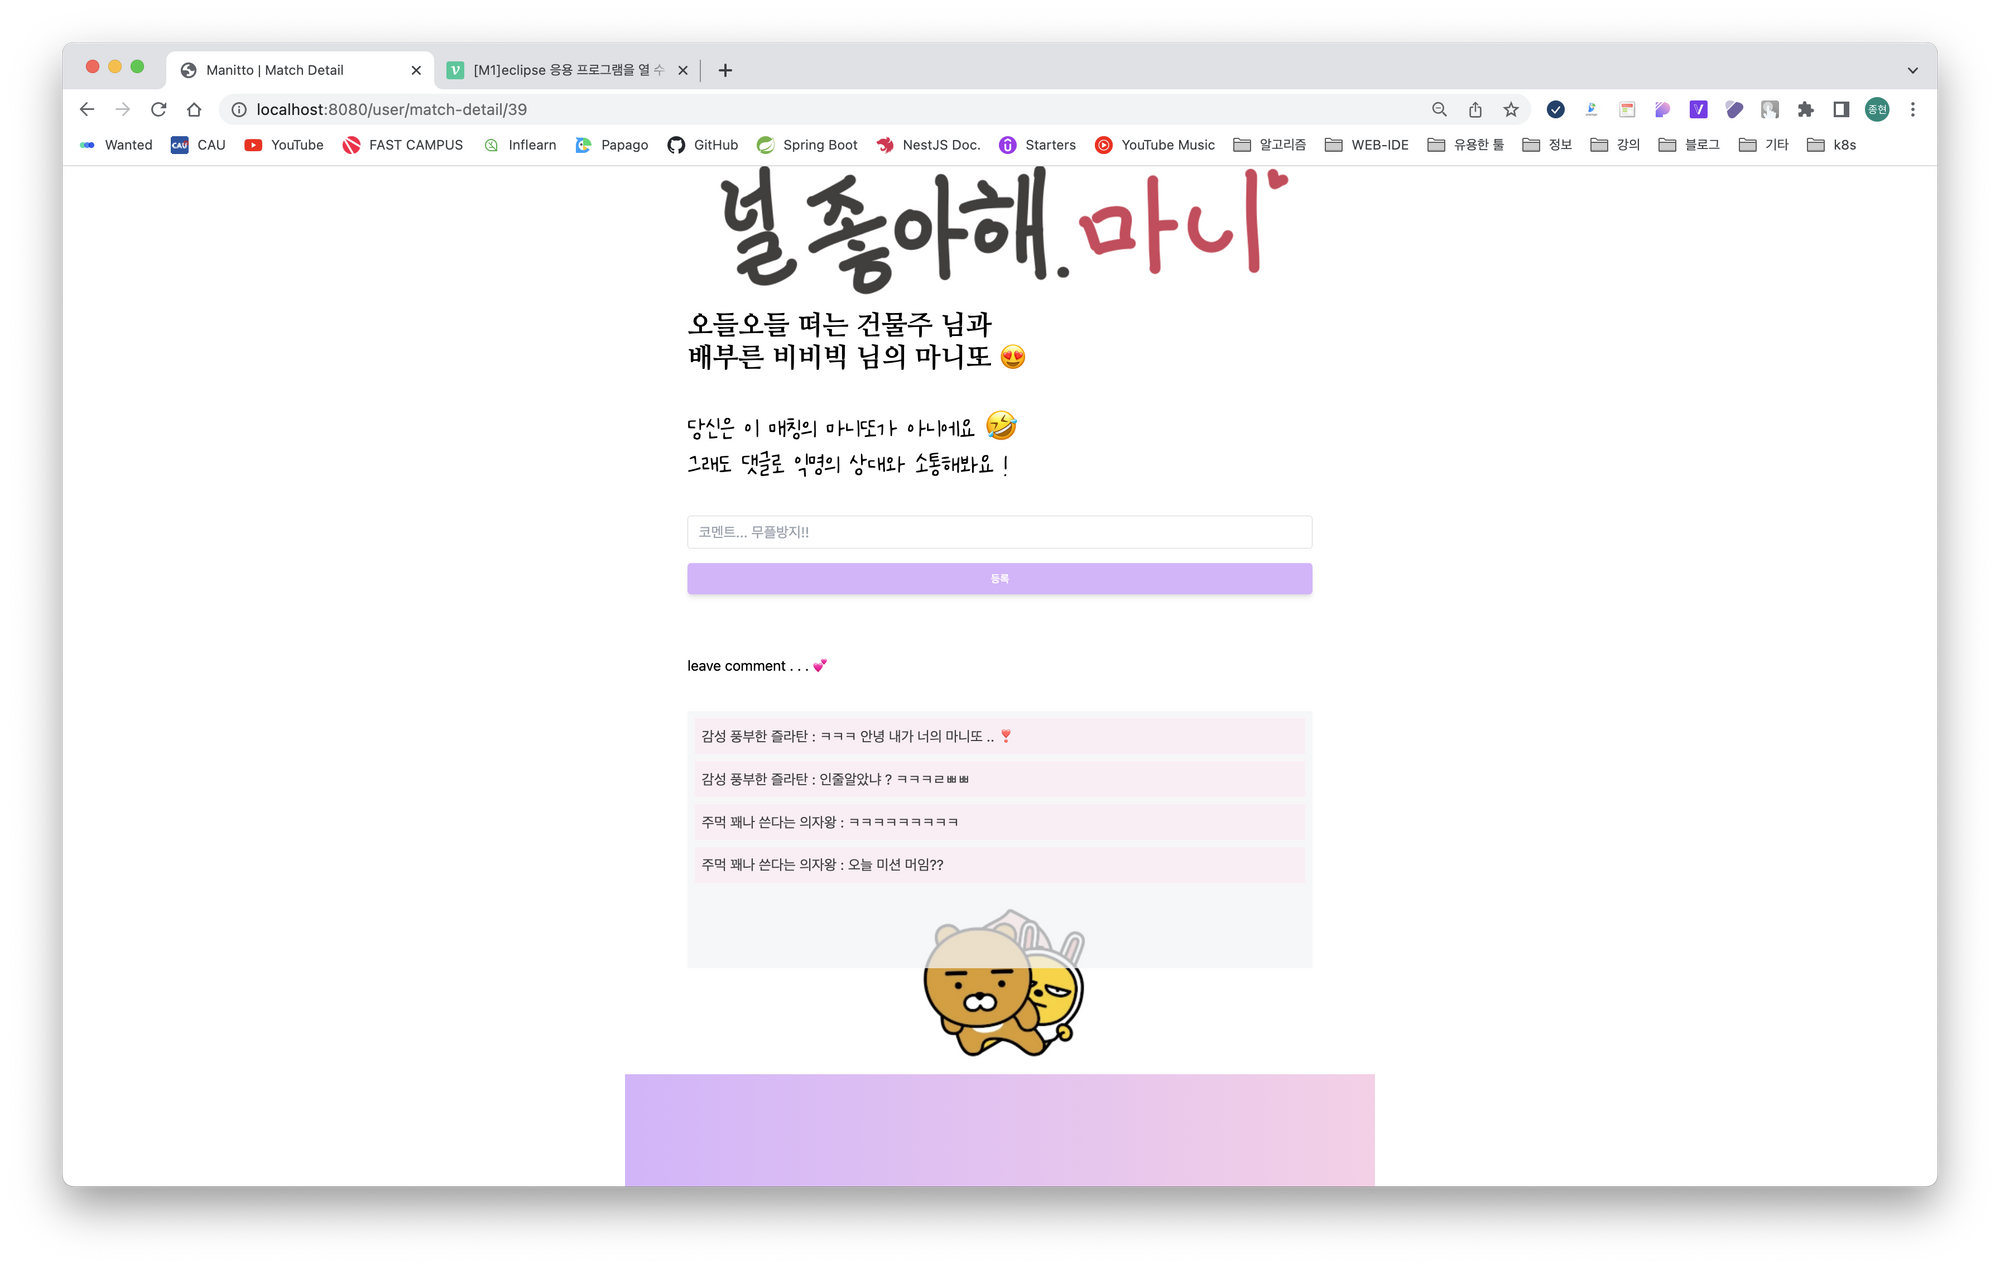 Manitto | Match Detail
[M1]eclipse 응용 프로그램을 열 수
localhost:8080/user/match-detail/39
종현
Wanted
CAU
CAU
YouTube
FAST CAMPUS
Inflearn
Papago
GitHub
Spring Boot
NestJS Doc.
Starters
YouTube Music
알고리즘
WEB-IDE
유용한 툴
정보
강의
블로그
기타
k8s
널 좋아해. 마니
오들오들 떠는 건물주 님과
배부른 비비빅 님의 마니또 😍
당신은 이 매칭의 마니또가 아니에요 🤣
그래도 댓글로 익명의 상대와 소통해봐요 !
코멘트... 무플방지!!
등록
leave comment . . . 💕
감성 풍부한 즐라탄 : ㅋㅋㅋ 안녕 내가 너의 마니또 .. ❣️
감성 풍부한 즐라탄 : 인줄알았냐 ? ㅋㅋㅋㄹㅃㅃ
주먹 꽤나 쓴다는 의자왕 : ㅋㅋㅋㅋㅋㅋㅋㅋㅋ
주먹 꽤나 쓴다는 의자왕 : 오늘 미션 머임??